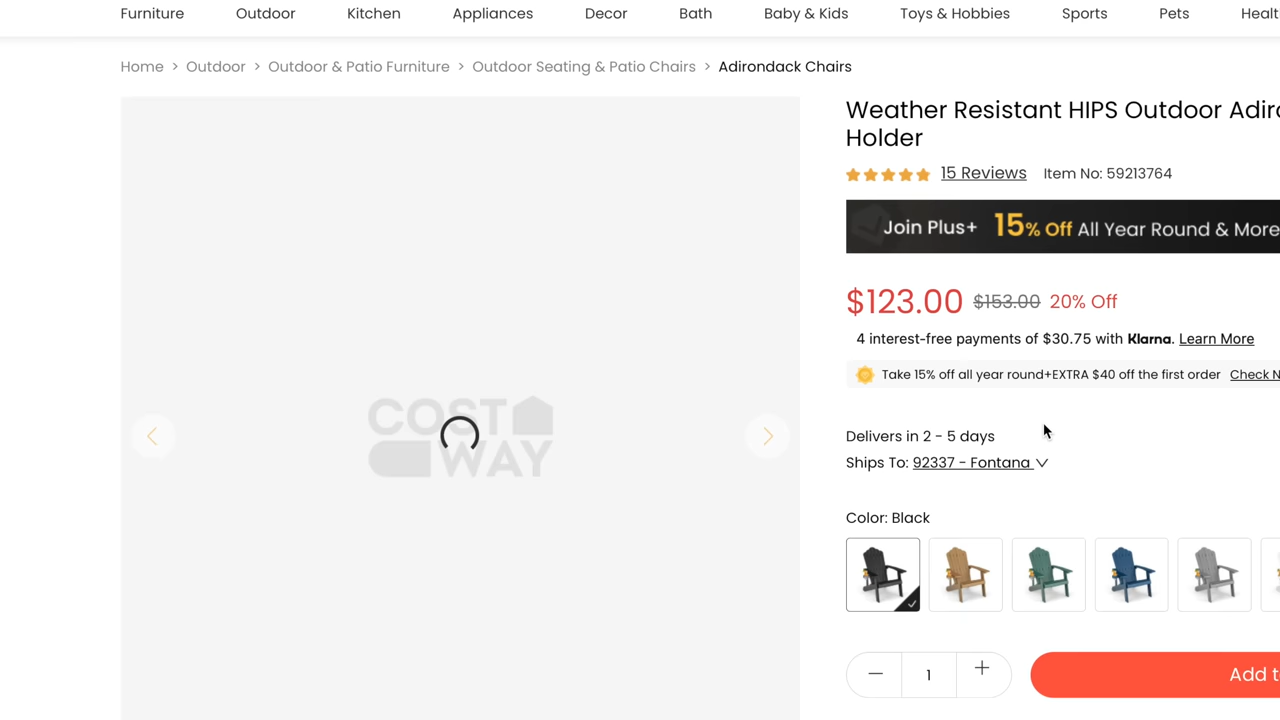 Furniture Outdoor Kitchen Appliances Decor Bath Baby & Kids Toys & Hobbies Sports Pets
Home > Outdoor > Outdoor & Patio Furniture > Outdoor Seating & Patio Chairs > Adirondack Chairs
COST
WAY
Weather Resistant HIPS Outdoor
Holder
15 Reviews Item No: 59213764
Join Plus+ 15% Off All Year Round & More
$123.00 $153.00 20% Off
4 interest-free payments of $30.75 with Klarna. Learn More
Take 15% off all year round+EXTRA $40 off the first order Check
Delivers in 2 - 5 days
Ships To: 92337 - Fontana
Color: Black
1
Add